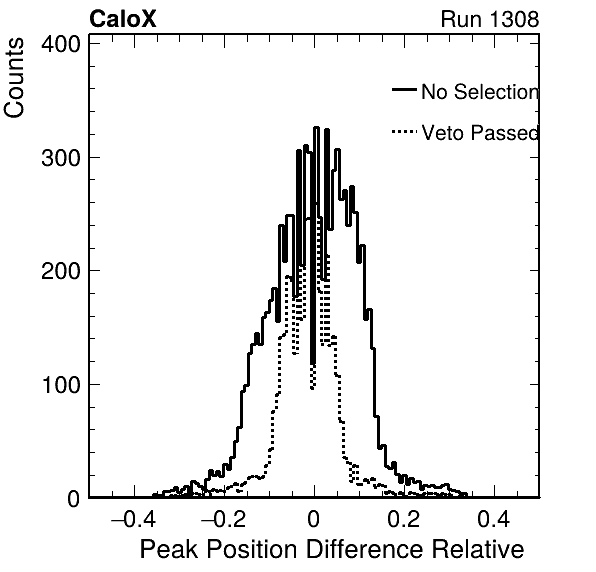 CaloX Run 1308
Counts
400
300
200
100
0
No Selection
Veto Passed
−0.4 −0.2 0 0.2 0.4
Peak Position Difference Relative